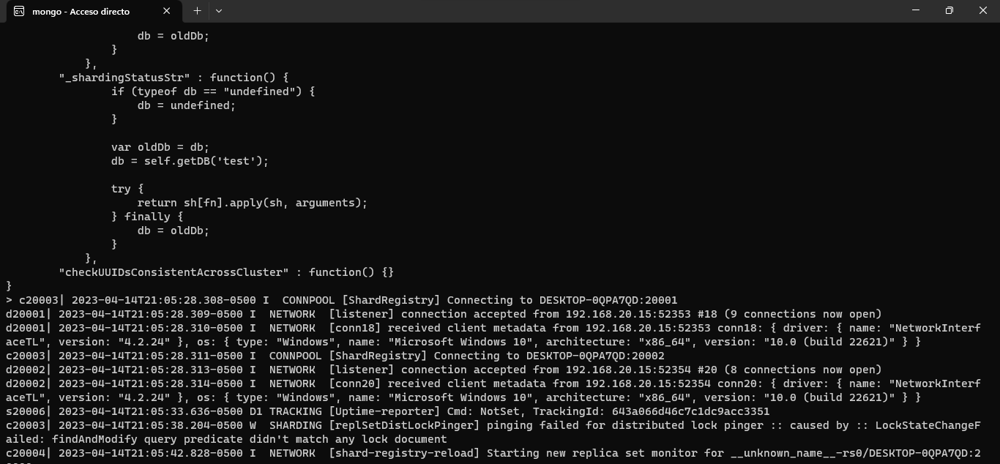 mongo - Acceso directo
                    db = oldDb;
                }
            },
        "_shardingStatusStr" : function() {
                if (typeof db == "undefined") {
                    db = undefined;
                }

                var oldDb = db;
                db = self.getDB('test');

                try {
                    return sh[fn].apply(sh, arguments);
                } finally {
                    db = oldDb;
                }
            },
        "checkUUIDsConsistentAcrossCluster" : function() {}
}
> c20003| 2023-04-14T21:05:28.308-0500 I  CONNPOOL [ShardRegistry] Connecting to DESKTOP-0QPA7QD:20001
d20001| 2023-04-14T21:05:28.309-0500 I  NETWORK  [listener] connection accepted from 192.168.20.15:52353 #18 (9 connections now open)
d20001| 2023-04-14T21:05:28.310-0500 I  NETWORK  [conn18] received client metadata from 192.168.20.15:52353 conn18: { driver: { name: "NetworkInterf
aceTL", version: "4.2.24" }, os: { type: "Windows", name: "Microsoft Windows 10", architecture: "x86_64", version: "10.0 (build 22621)" } }
c20003| 2023-04-14T21:05:28.311-0500 I  CONNPOOL [ShardRegistry] Connecting to DESKTOP-0QPA7QD:20002
d20002| 2023-04-14T21:05:28.313-0500 I  NETWORK  [listener] connection accepted from 192.168.20.15:52354 #20 (8 connections now open)
d20002| 2023-04-14T21:05:28.314-0500 I  NETWORK  [conn20] received client metadata from 192.168.20.15:52354 conn20: { driver: { name: "NetworkInterf
aceTL", version: "4.2.24" }, os: { type: "Windows", name: "Microsoft Windows 10", architecture: "x86_64", version: "10.0 (build 22621)" } }
s20006| 2023-04-14T21:05:33.636-0500 D1 TRACKING [Uptime-reporter] Cmd: NotSet, TrackingId: 643a066d46c7c1dc9acc3351
c20003| 2023-04-14T21:05:38.204-0500 W  SHARDING [replSetDistLockPinger] pinging failed for distributed lock pinger :: caused by :: LockStateChangeF
ailed: findAndModify query predicate didn't match any lock document
c20004| 2023-04-14T21:05:42.828-0500 I  NETWORK  [shard-registry-reload] Starting new replica set monitor for __unknown_name__-rs0/DESKTOP-0QPA7QD:2